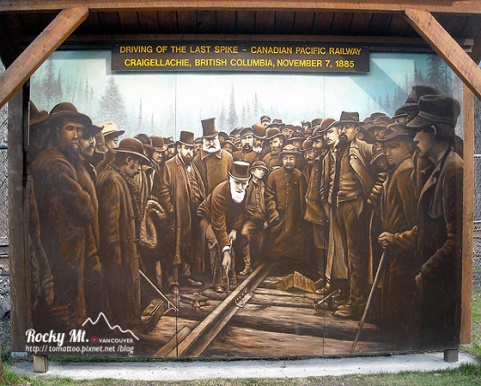 DRIVING OF THE LAST SPIKE - CANADIAN PACIFIC RAILWAY
CRAIGELLACHIE, BRITISH COLUMBIA, NOVEMBER 7, 1885
Rocky Mt. VANCOUVER
http://tomattoo.pixnet.net/blog